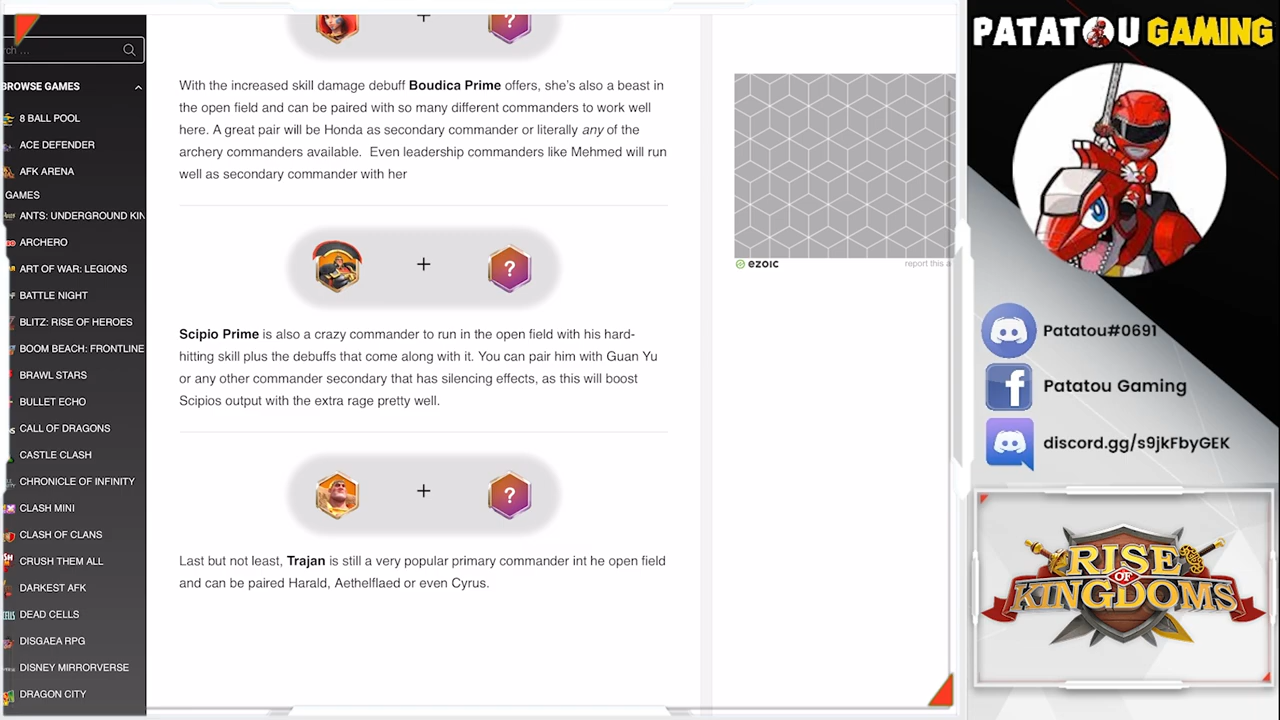 PATATOU GAMING
rch ...
BROWSE GAMES
8 BALL POOL
ACE DEFENDER
AFK ARENA
GAMES
ANTS: UNDERGROUND KIN
ARCHERO
ART OF WAR: LEGIONS
BATTLE NIGHT
BLITZ: RISE OF HEROES
BOOM BEACH: FRONTLINE
BRAWL STARS
BULLET ECHO
CALL OF DRAGONS
CASTLE CLASH
CHRONICLE OF INFINITY
CLASH MINI
CLASH OF CLANS
CRUSH THEM ALL
DARKEST AFK
DEAD CELLS
DISGAEA RPG
DISNEY MIRRORVERSE
DRAGON CITY
+ ?
With the increased skill damage debuff Boudica Prime offers, she's also a beast in
the open field and can be paired with so many different commanders to work well
here. A great pair will be Honda as secondary commander or literally any of the
archery commanders available.  Even leadership commanders like Mehmed will run
well as secondary commander with her
+ ?
Scipio Prime is also a crazy commander to run in the open field with his hard-
hitting skill plus the debuffs that come along with it. You can pair him with Guan Yu
or any other commander secondary that has silencing effects, as this will boost
Scipios output with the extra rage pretty well.
+ ?
Last but not least, Trajan is still a very popular primary commander int he open field
and can be paired Harald, Aethelflaed or even Cyrus.
ezoic
report this a
Patatou#0691
Patatou Gaming
discord.gg/s9jkFbyGEK
RISE
OF
KINGDOMS